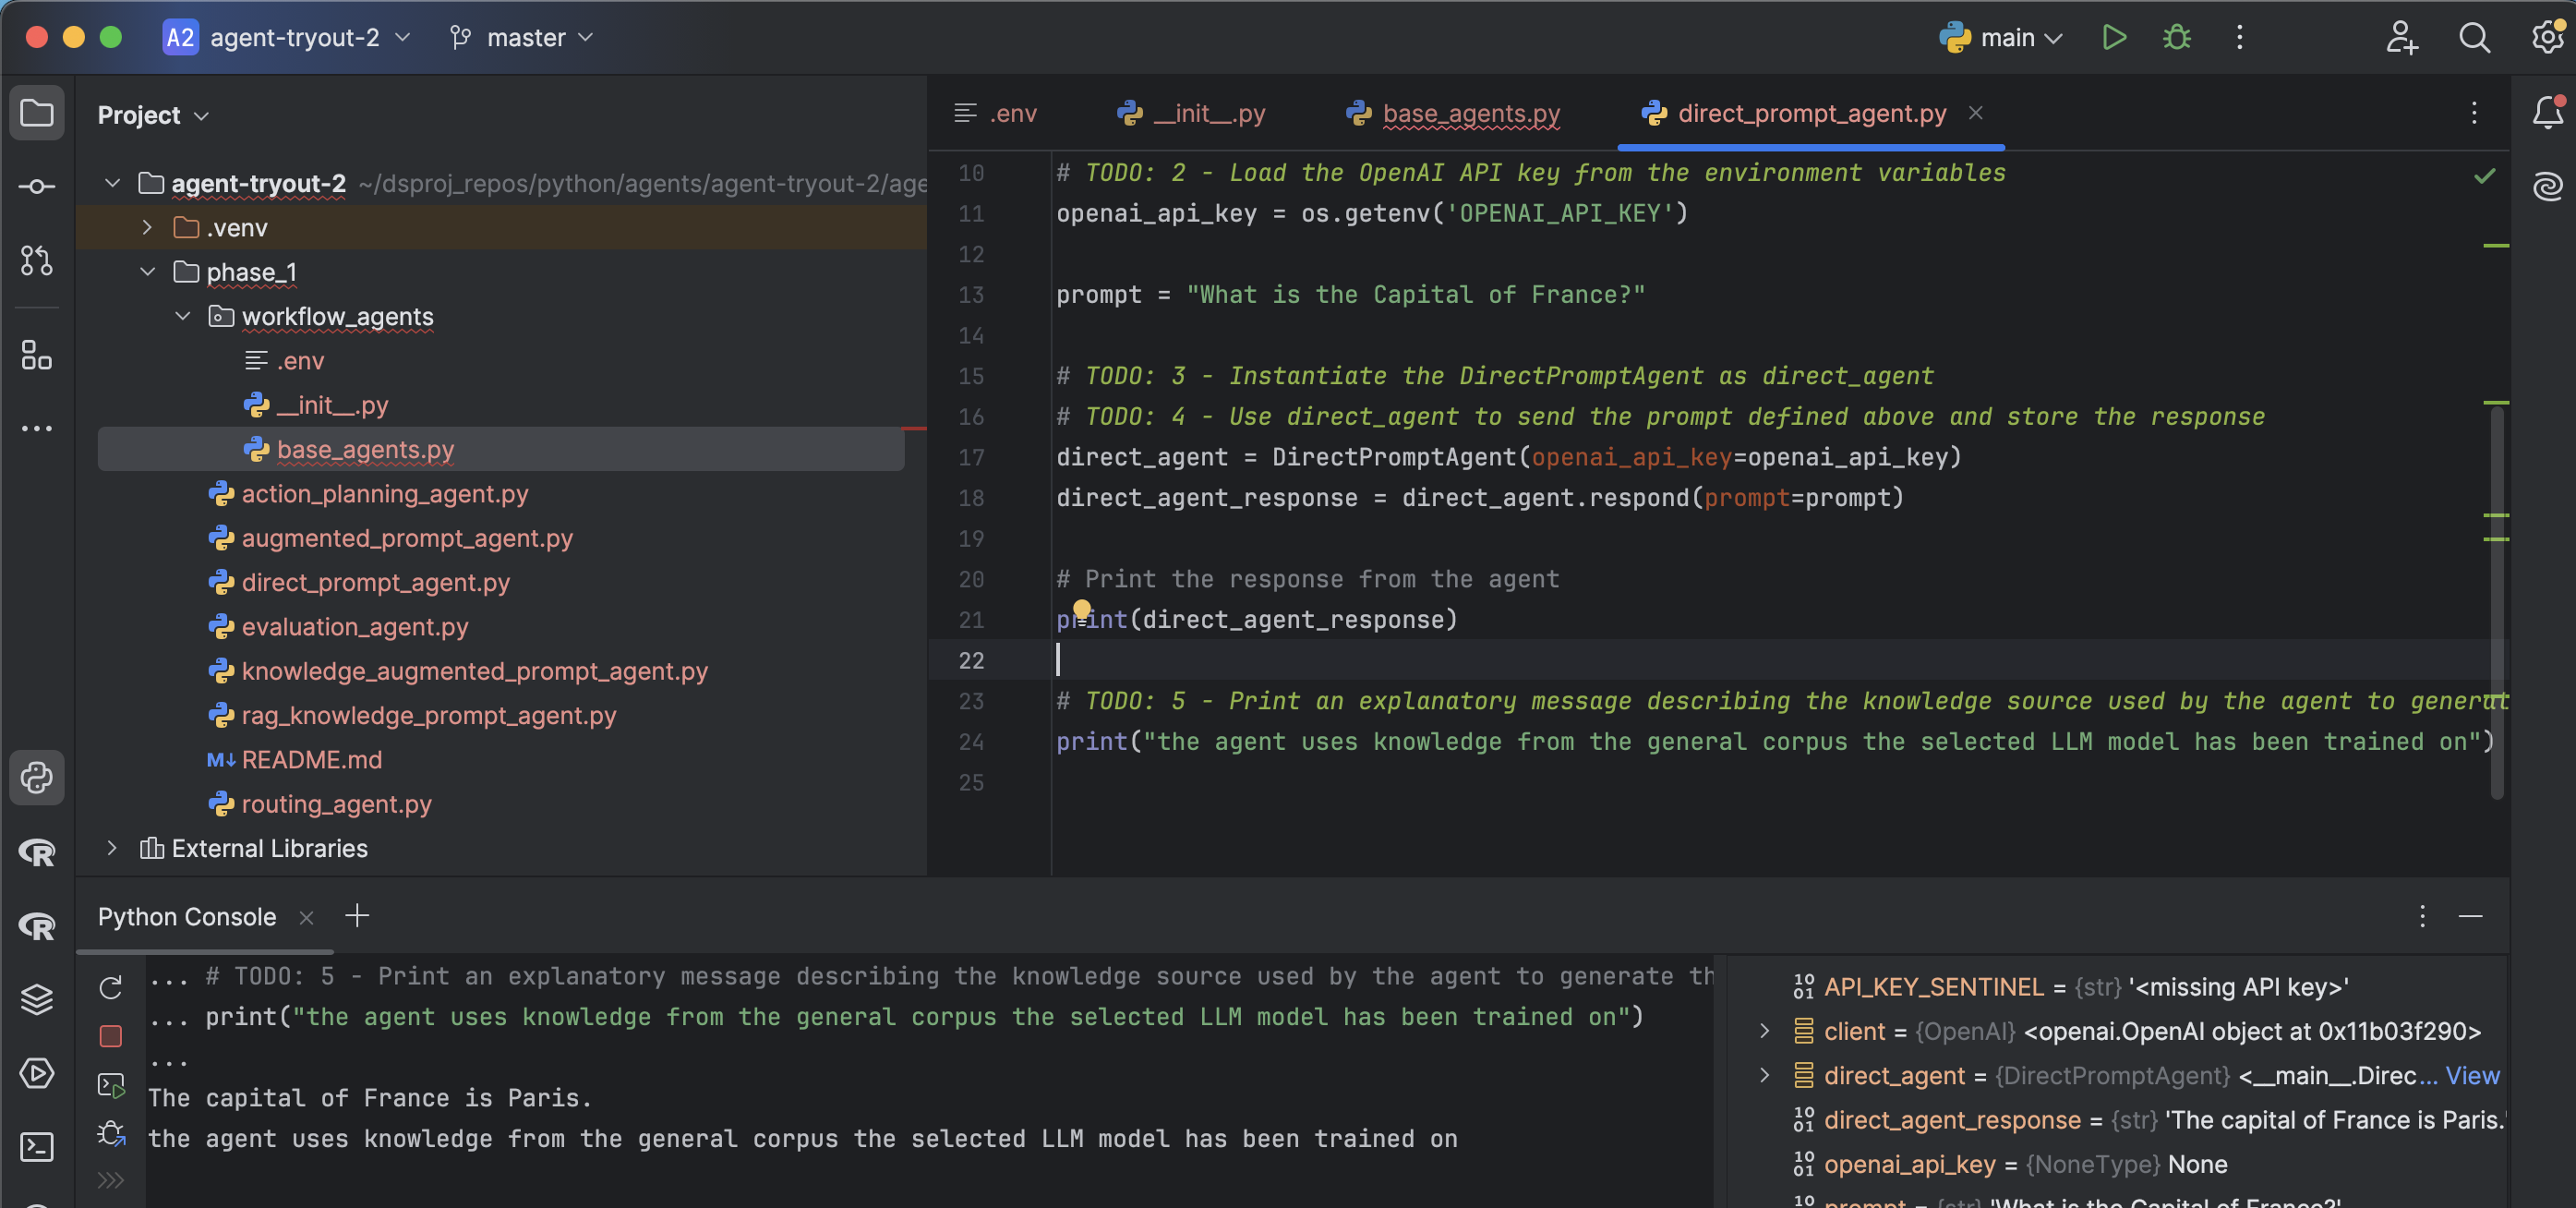 A2 agent-tryout-2 master main
Project
agent-tryout-2 ~/dsproj_repos/python/agents/agent-tryout-2/age
.venv
phase_1
workflow_agents
.env
__init__.py
base_agents.py
action_planning_agent.py
augmented_prompt_agent.py
direct_prompt_agent.py
evaluation_agent.py
knowledge_augmented_prompt_agent.py
rag_knowledge_prompt_agent.py
M↓ README.md
routing_agent.py
External Libraries
.env __init__.py base_agents.py direct_prompt_agent.py
10 # TODO: 2 - Load the OpenAI API key from the environment variables
11 openai_api_key = os.getenv('OPENAI_API_KEY')
12
13 prompt = "What is the Capital of France?"
14
15 # TODO: 3 - Instantiate the DirectPromptAgent as direct_agent
16 # TODO: 4 - Use direct_agent to send the prompt defined above and store the response
17 direct_agent = DirectPromptAgent(openai_api_key=openai_api_key)
18 direct_agent_response = direct_agent.respond(prompt=prompt)
19
20 # Print the response from the agent
21 print(direct_agent_response)
22
23 # TODO: 5 - Print an explanatory message describing the knowledge source used by the agent to generat
24 print("the agent uses knowledge from the general corpus the selected LLM model has been trained on")
25
Python Console
... # TODO: 5 - Print an explanatory message describing the knowledge source used by the agent to generate th
... print("the agent uses knowledge from the general corpus the selected LLM model has been trained on")
...
The capital of France is Paris.
the agent uses knowledge from the general corpus the selected LLM model has been trained on
API_KEY_SENTINEL = {str} '<missing API key>'
client = {OpenAI} <openai.OpenAI object at 0x11b03f290>
direct_agent = {DirectPromptAgent} <__main__.Direc... View
direct_agent_response = {str} 'The capital of France is Paris.'
openai_api_key = {NoneType} None
prompt = {str} 'What is the Capital of France?'